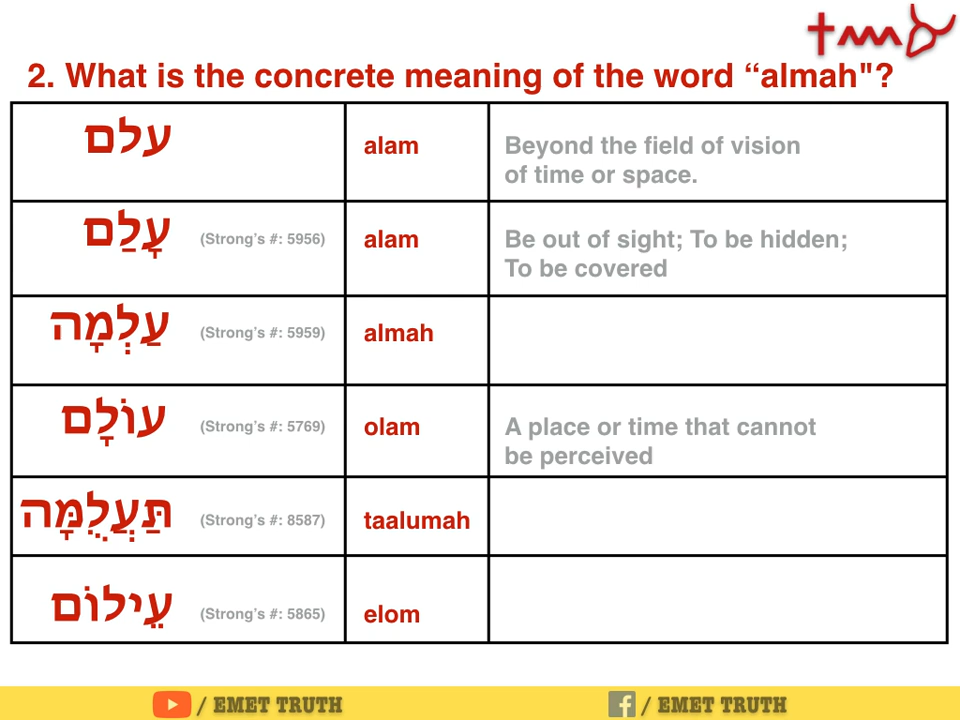 2. What is the concrete meaning of the word “almah"?
עלם
alam
Beyond the field of vision
of time or space.
עָלַם (Strong’s #: 5956)
alam
Be out of sight; To be hidden;
To be covered
עַלְמָה (Strong’s #: 5959)
almah
עוֹלָם (Strong’s #: 5769)
olam
A place or time that cannot
be perceived
תַּעֲלֻמָּה (Strong’s #: 8587)
taalumah
עֵילוֹם (Strong’s #: 5865)
elom
/ EMET TRUTH
/ EMET TRUTH